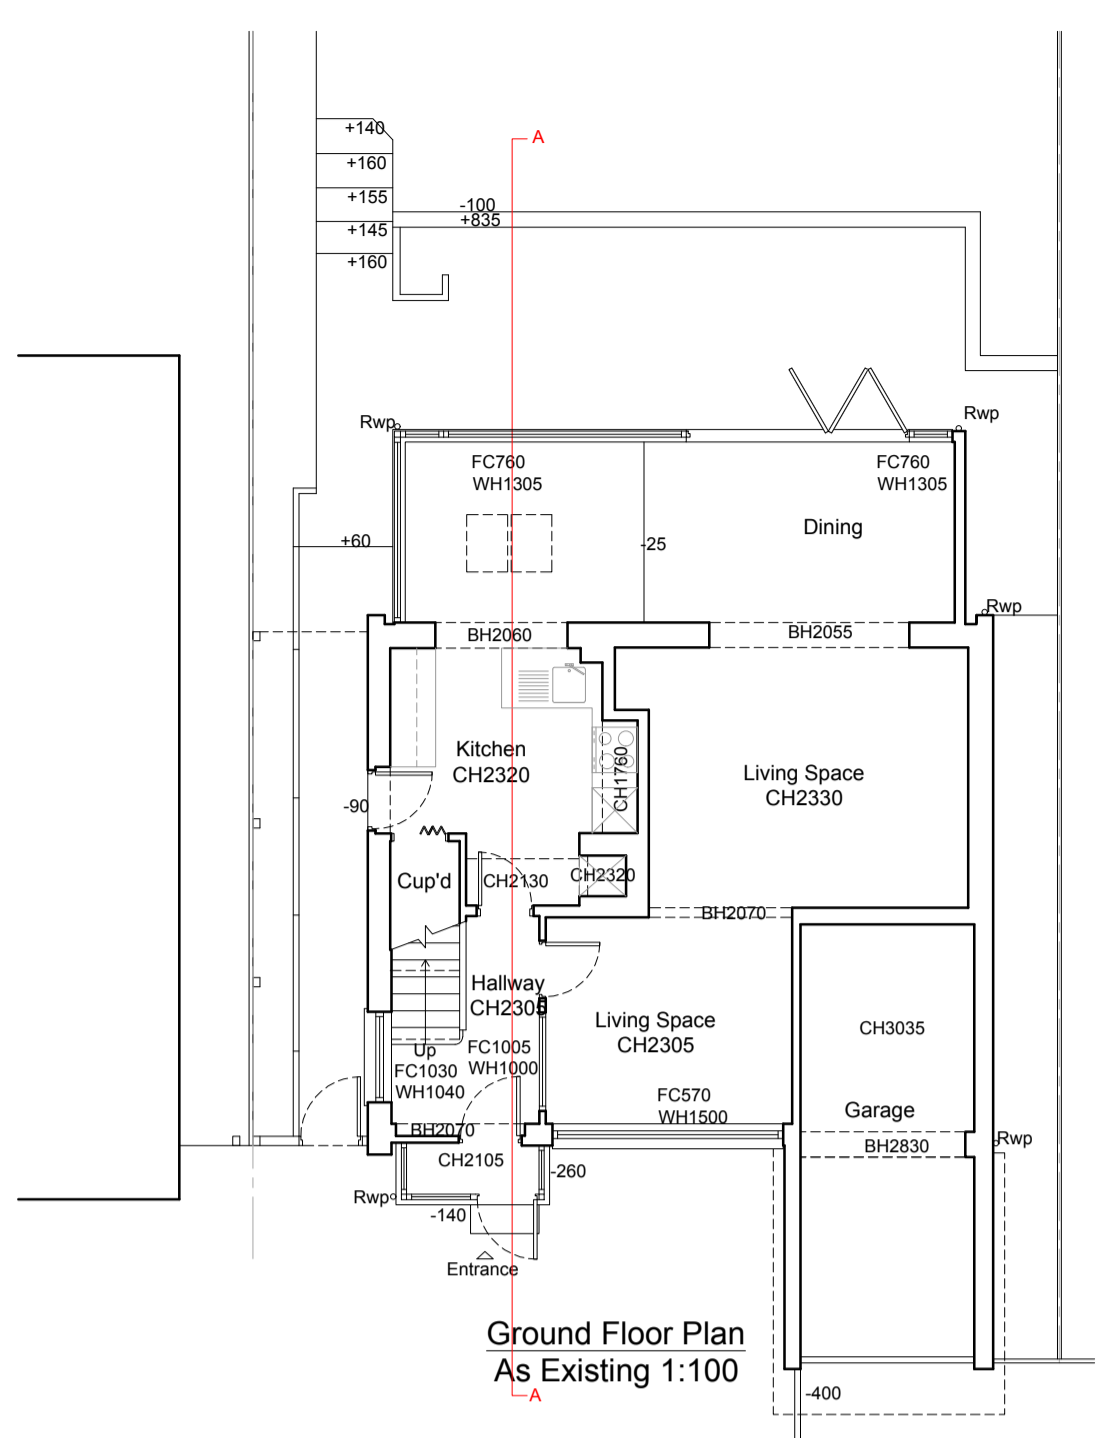 +140
A
+160
+155
-100
+835
+145
+160
Rwp
Rwp
FC760
WH1305
FC760
WH1305
Dining
+60
-25
Rwp
BH2060
BH2055
Kitchen
CH2320
CH1760
Living Space
CH2330
-90
Cup'd
CH2130
CH2320
BH2070
Hallway
CH2305
Living Space
CH2305
CH3035
Up
FC1030
WH1040
FC1005
WH1000
FC570
WH1500
Garage
BH2070
BH2830
Rwp
CH2105
-260
Rwp
-140
Entrance
Ground Floor Plan
As Existing 1:100
A
-400